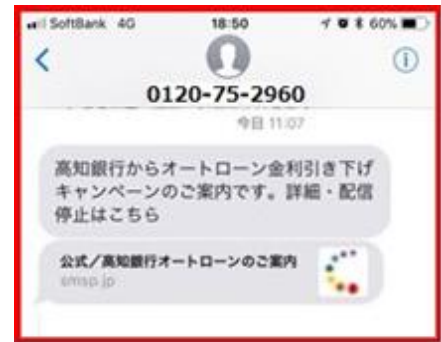 SoftBank 4G 18:50 60%
0120-75-2960
今日 11:07
高知銀行からオートローン金利引き下げ
キャンペーンのご案内です。詳細・配信
停止はこちら
公式/高知銀行オートローンのご案内
emsp.jp